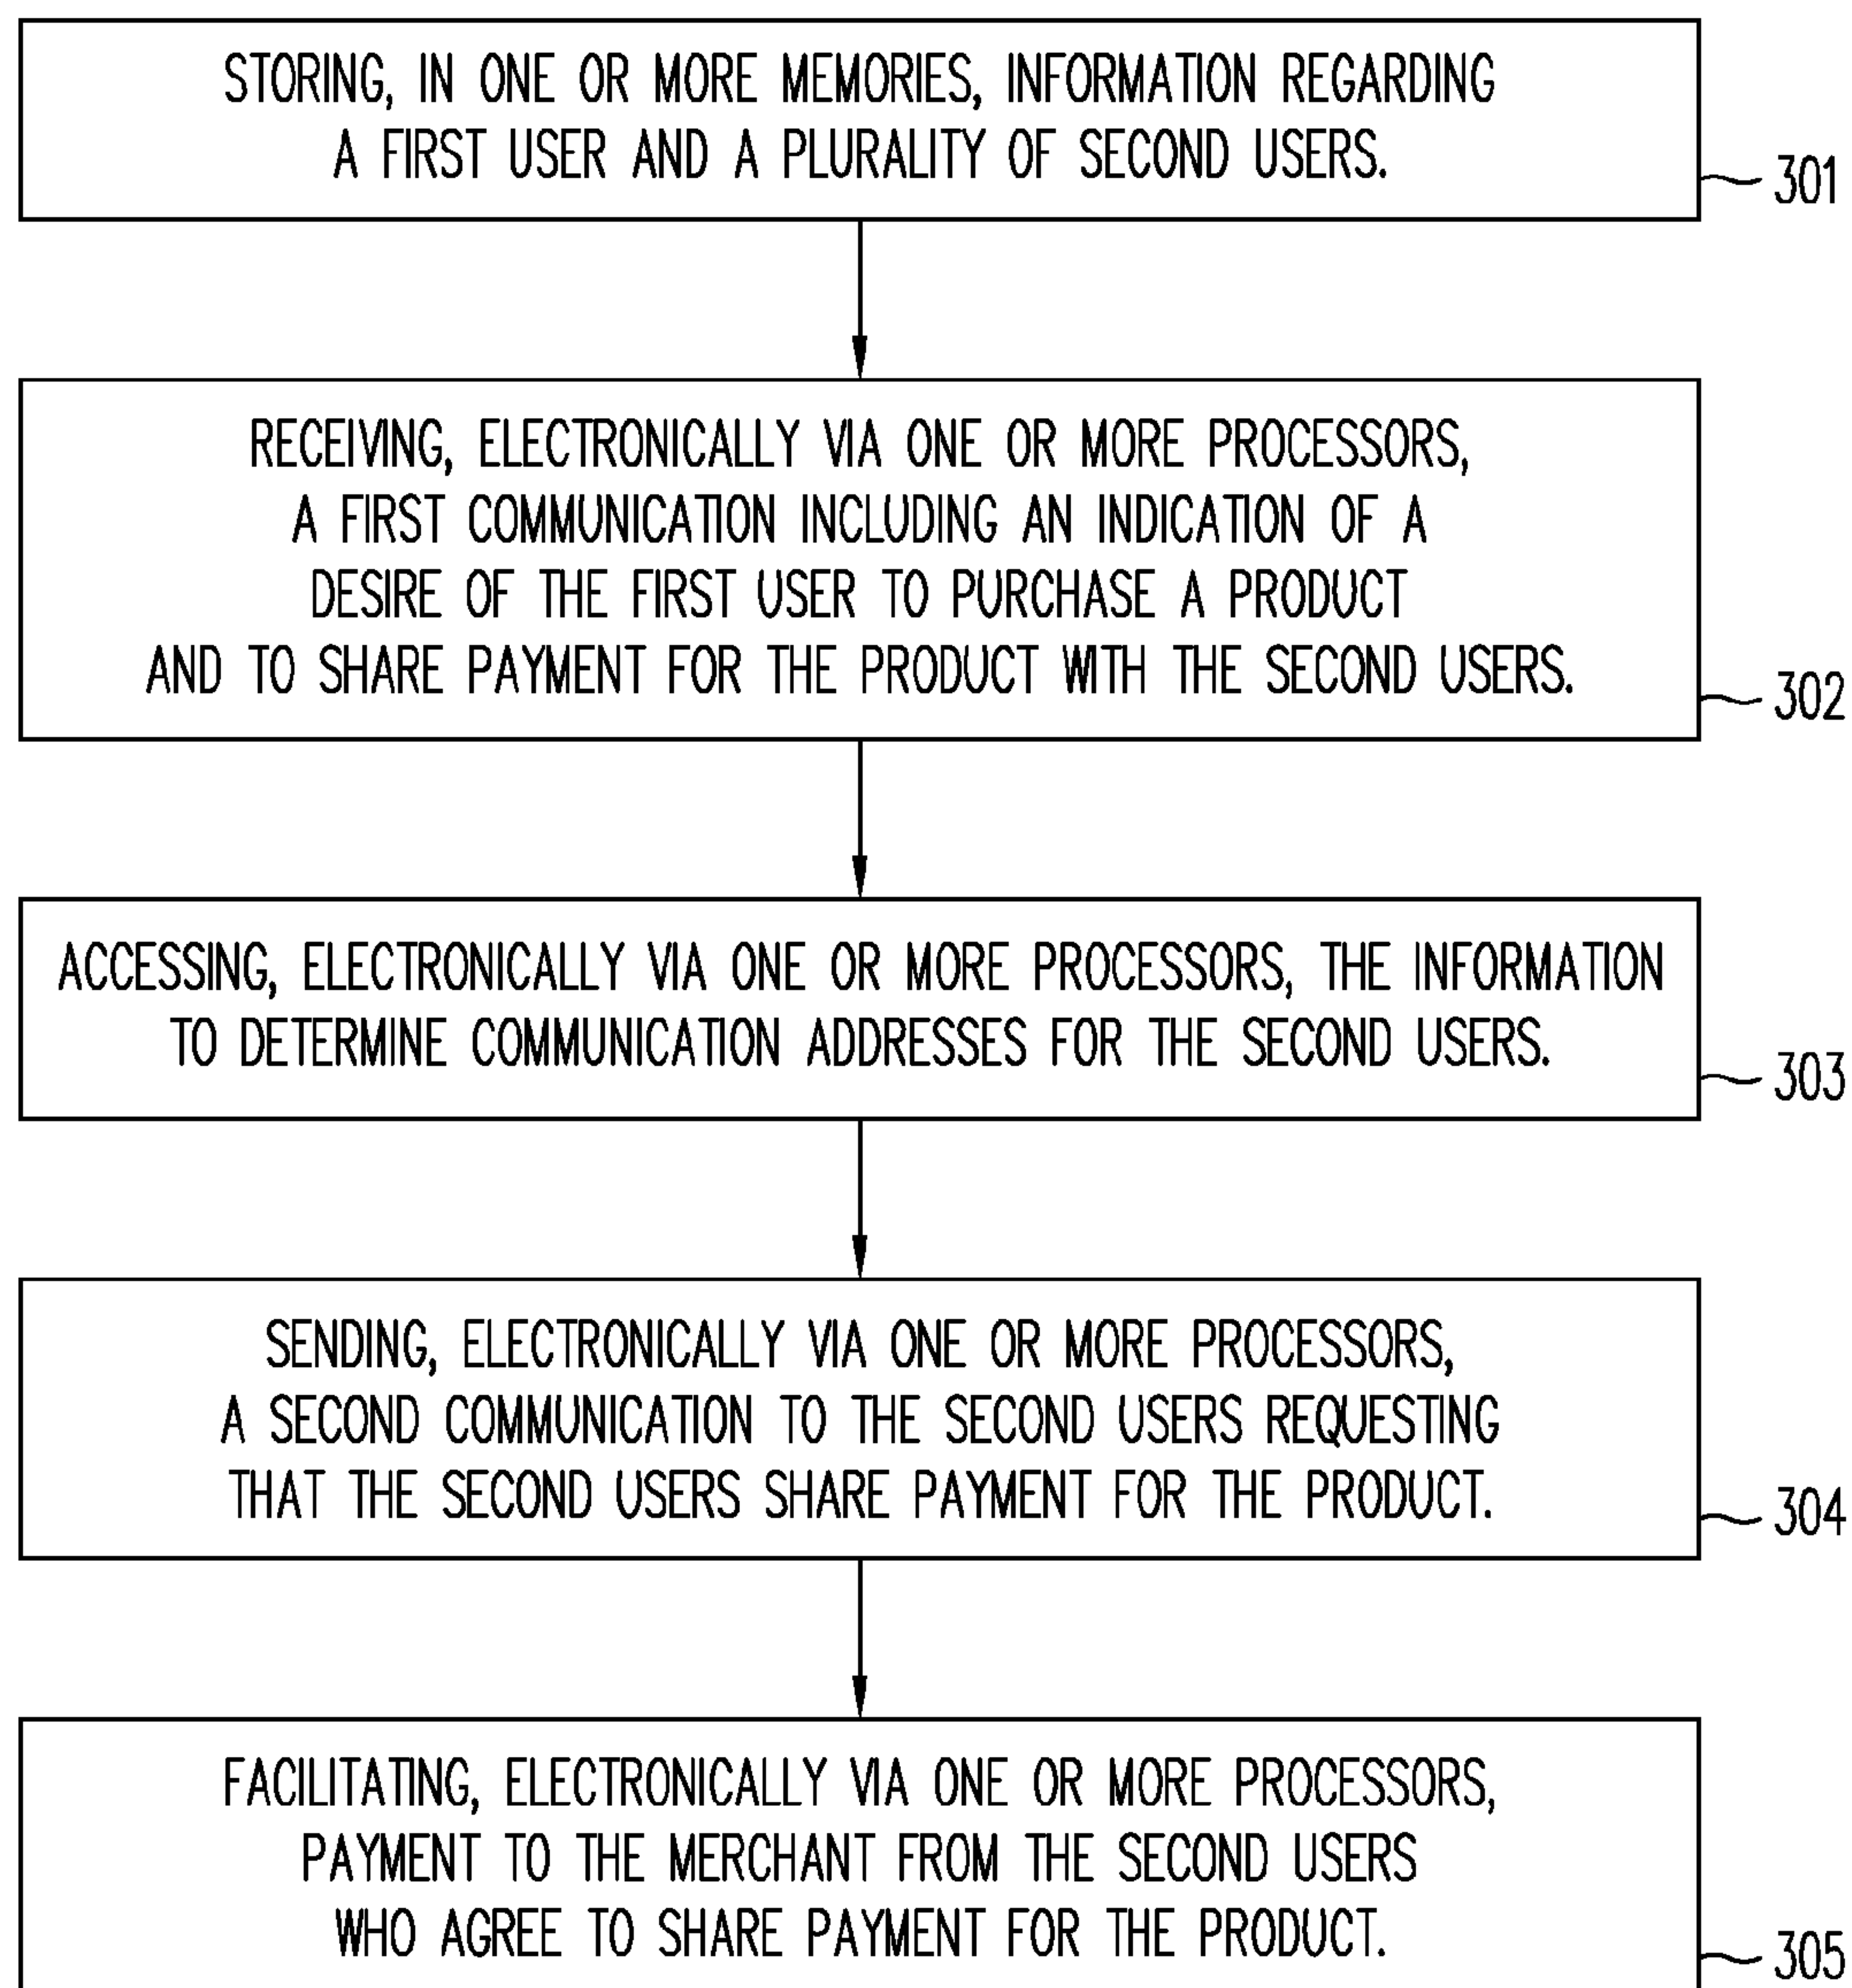 STORING, IN ONE OR MORE MEMORIES, INFORMATION REGARDING
A FIRST USER AND A PLURALITY OF SECOND USERS.
301
RECEIVING, ELECTRONICALLY VIA ONE OR MORE PROCESSORS,
A FIRST COMMUNICATION INCLUDING AN INDICATION OF A
DESIRE OF THE FIRST USER TO PURCHASE A PRODUCT
AND TO SHARE PAYMENT FOR THE PRODUCT WITH THE SECOND USERS.
302
ACCESSING, ELECTRONICALLY VIA ONE OR MORE PROCESSORS, THE INFORMATION
TO DETERMINE COMMUNICATION ADDRESSES FOR THE SECOND USERS.
303
SENDING, ELECTRONICALLY VIA ONE OR MORE PROCESSORS,
A SECOND COMMUNICATION TO THE SECOND USERS REQUESTING
THAT THE SECOND USERS SHARE PAYMENT FOR THE PRODUCT.
304
FACILITATING, ELECTRONICALLY VIA ONE OR MORE PROCESSORS,
PAYMENT TO THE MERCHANT FROM THE SECOND USERS
WHO AGREE TO SHARE PAYMENT FOR THE PRODUCT.
305